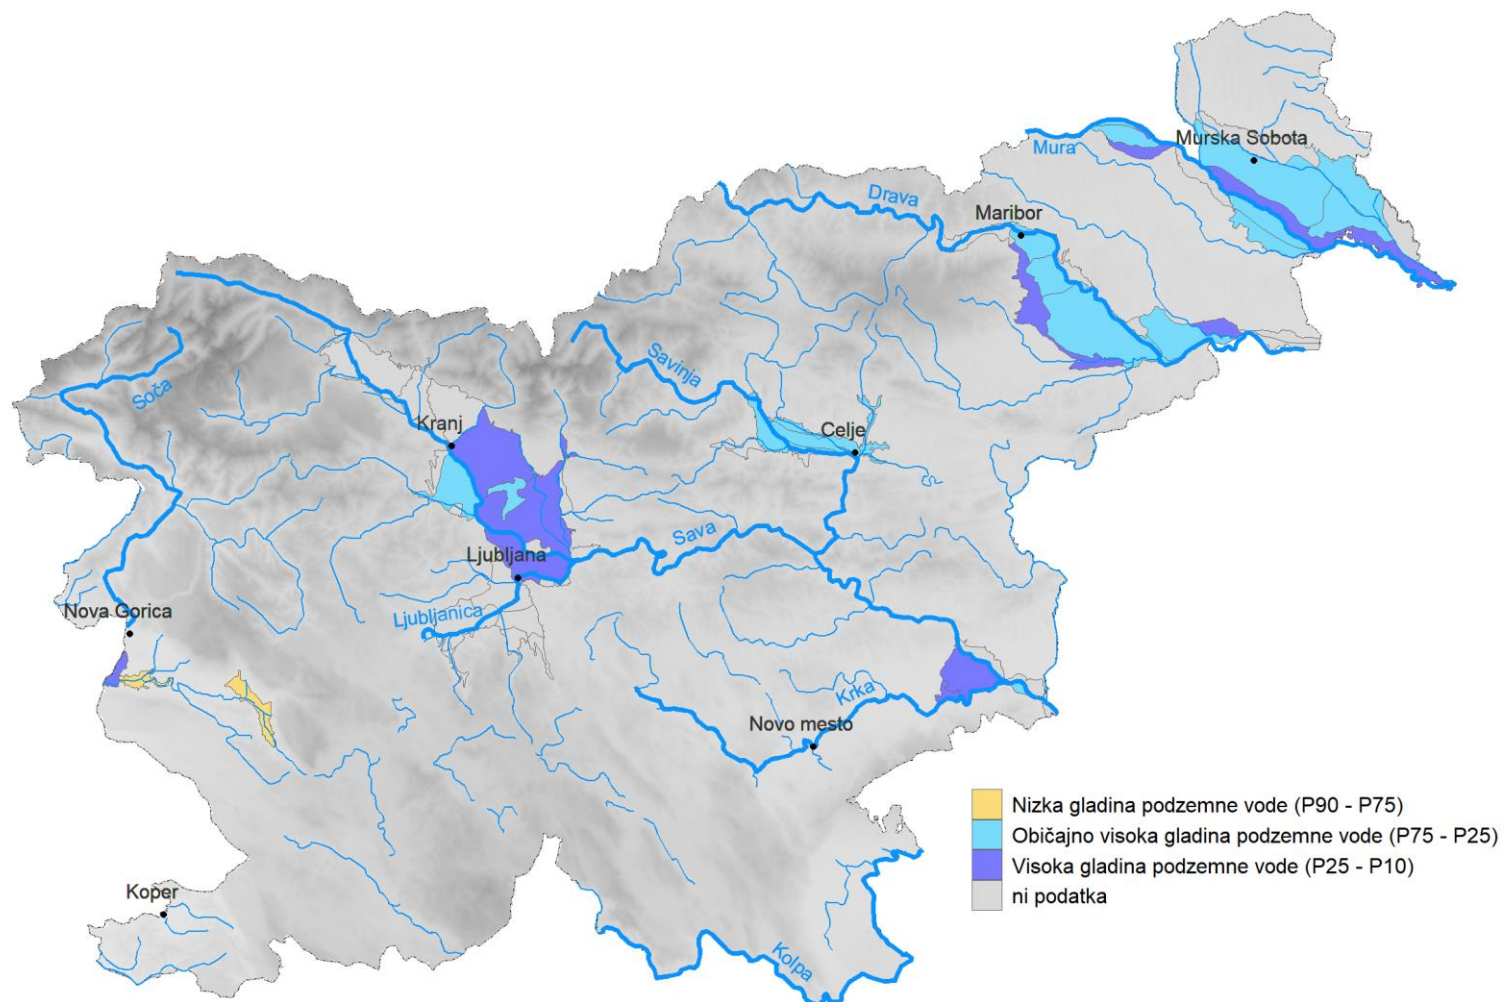 Murska Sobota
Mura
Drava
Maribor
Savinja
Soča
Kranj
Celje
Sava
Ljubljana
Nova Gorica
Ljubljanica
Krka
Novo mesto
Nizka gladina podzemne vode (P90 - P75)
Običajno visoka gladina podzemne vode (P75 - P25)
Visoka gladina podzemne vode (P25 - P10)
ni podatka
Koper
Kolpa